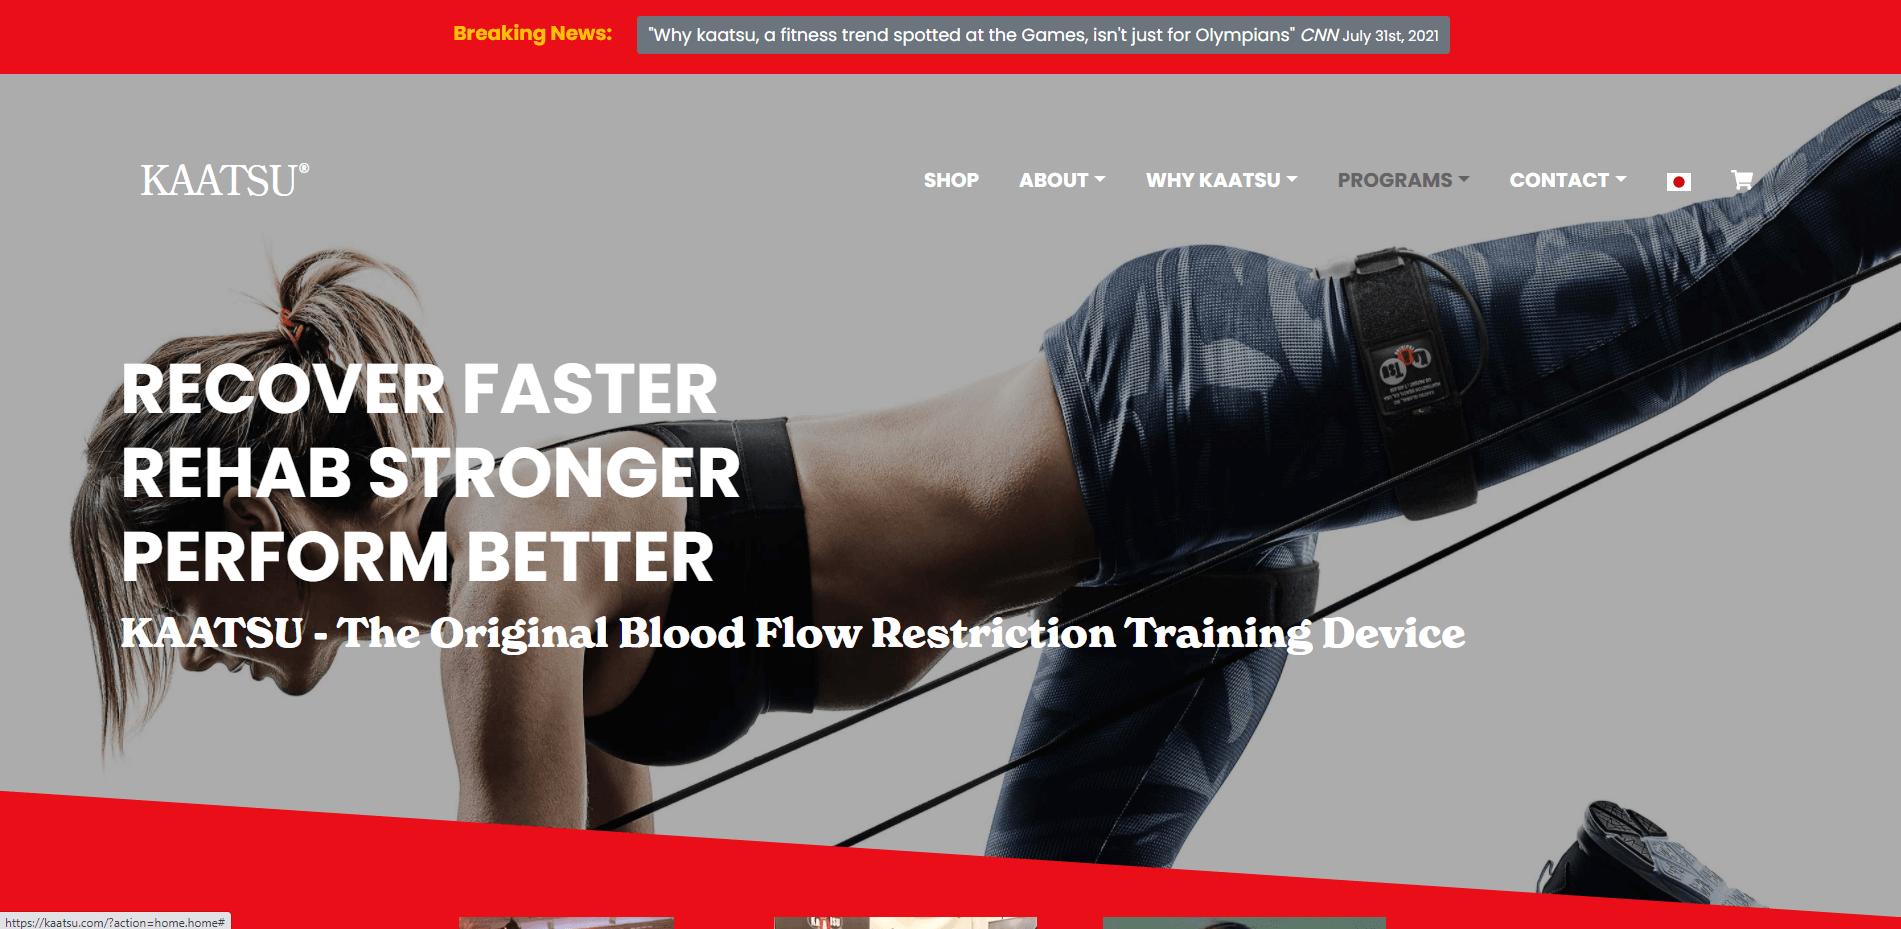 Breaking News: "Why kaatsu, a fitness trend spotted at the Games, isn't just for Olympians" CNN July 31st, 2021
KAATSU® SHOP ABOUT WHY KAATSU PROGRAMS CONTACT
RECOVER FASTER
REHAB STRONGER
PERFORM BETTER
KAATSU - The Original Blood Flow Restriction Training Device
https://kaatsu.com/?action=home.home#